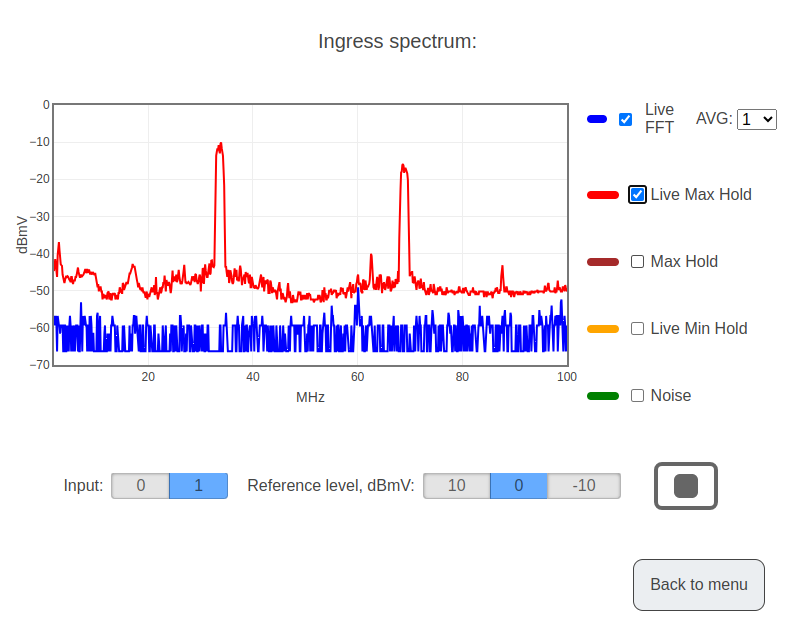 Ingress spectrum:
0
−10
−20
−30
−40
−50
−60
−70
dBmV
20 40 60 80 100
MHz
Live FFT
AVG: 1
Live Max Hold
Max Hold
Live Min Hold
Noise
Input: 0 1 Reference level, dBmV: 10 0 -10
Back to menu